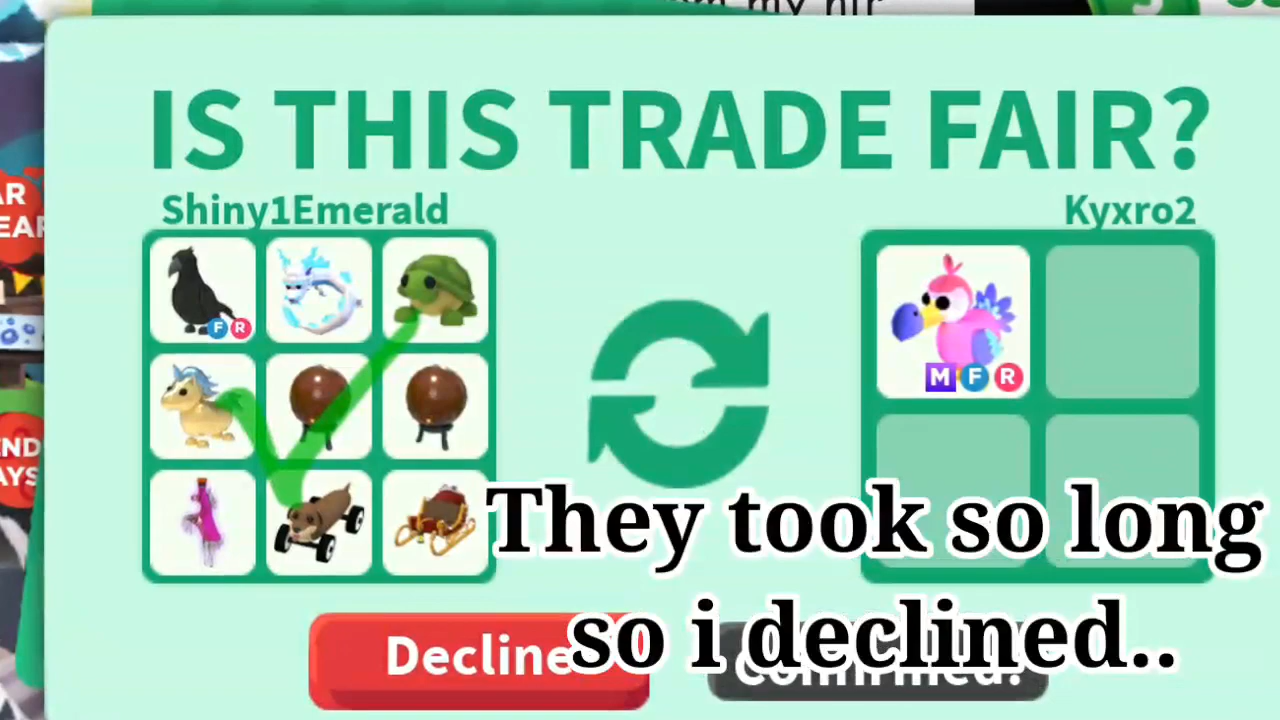 IS THIS TRADE FAIR?
Shiny1Emerald
Kyxro2
F R
M F R
They took so long
so i declined..
Decline